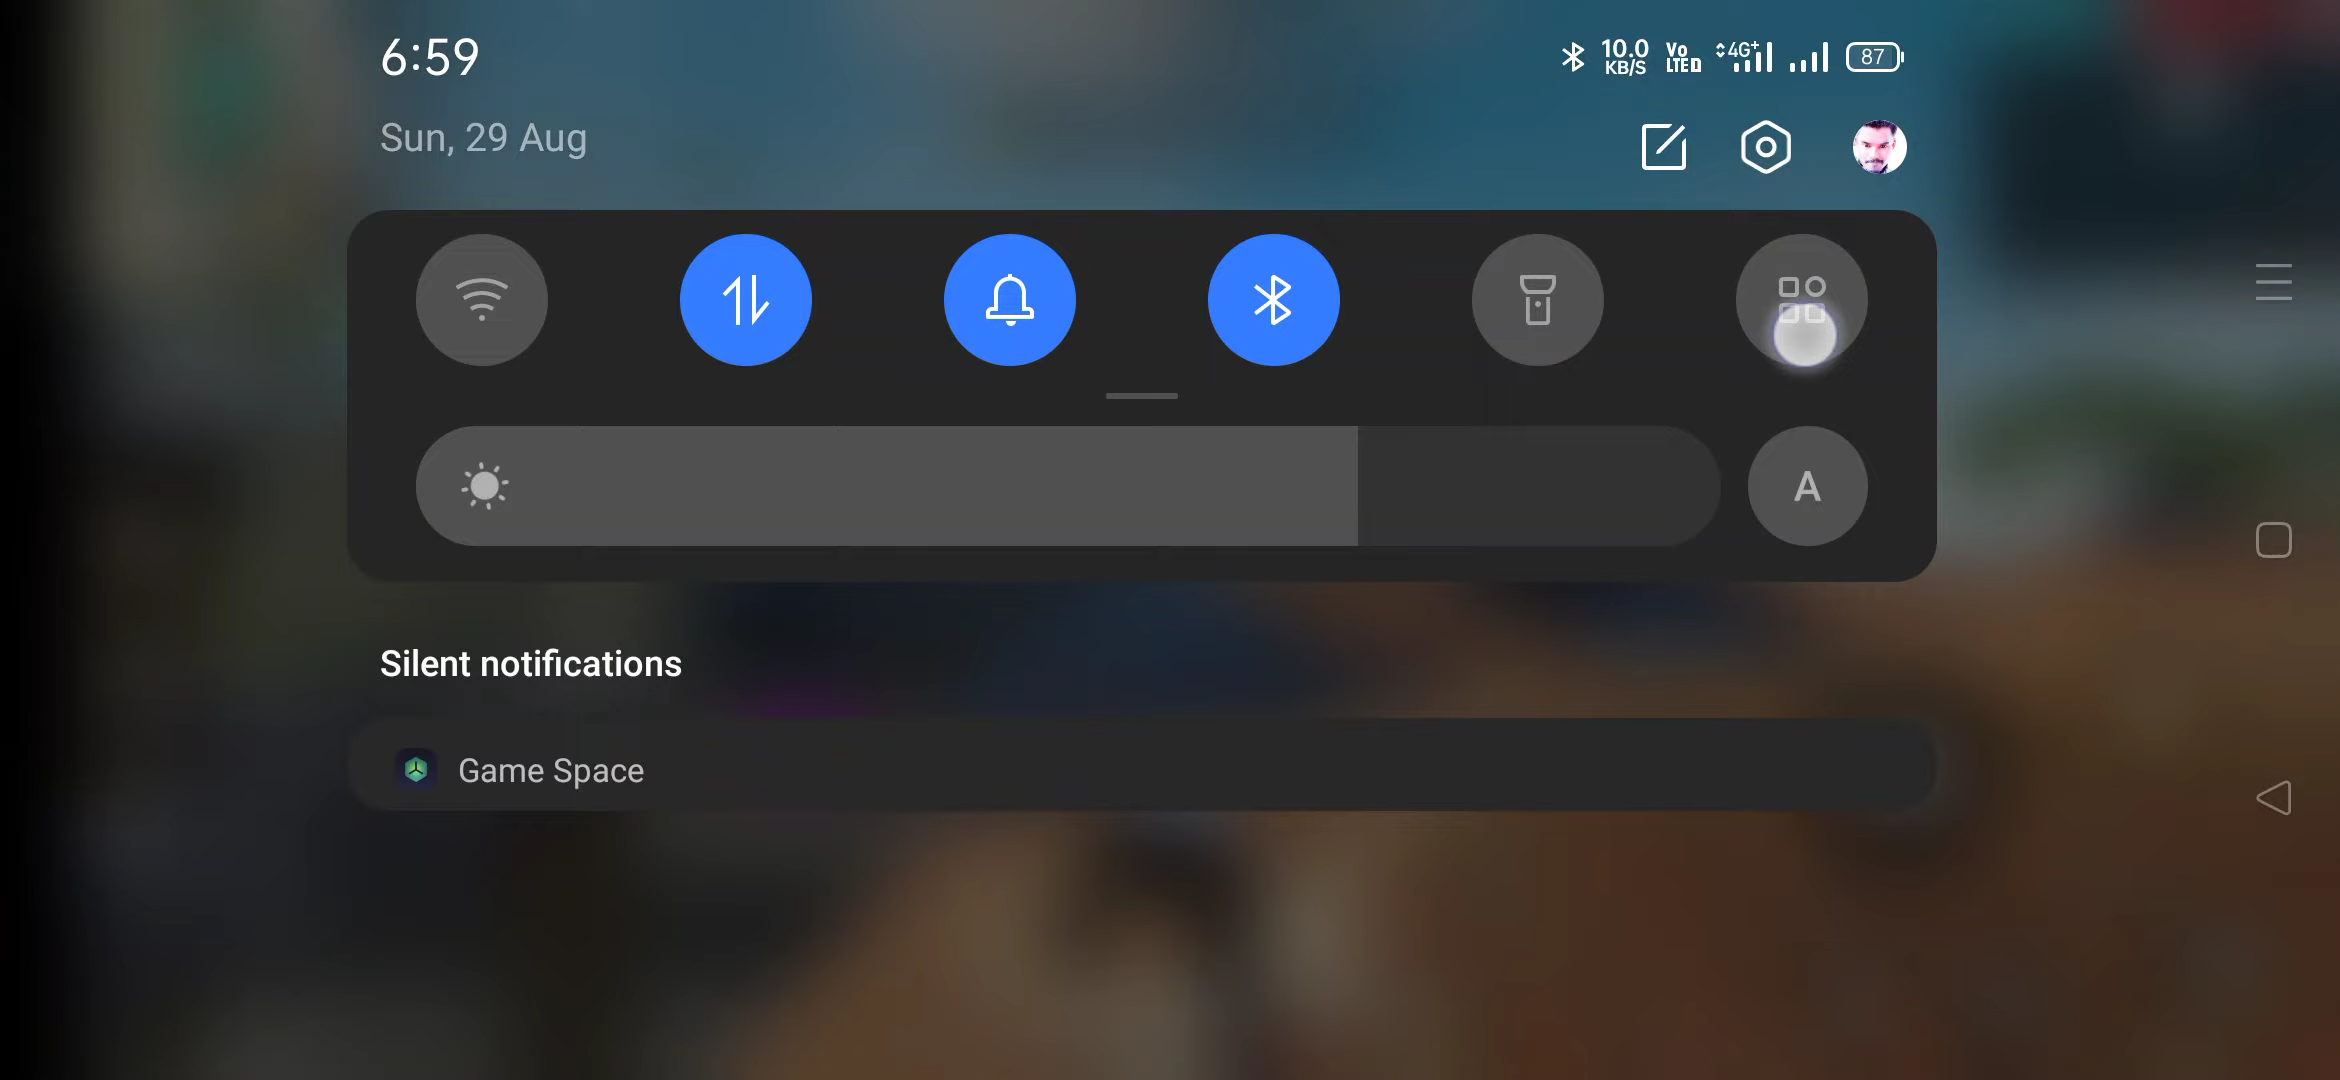 6:59
10.0 KB/S
Vo LTE
4G+
87
Sun, 29 Aug
A
Silent notifications
Game Space